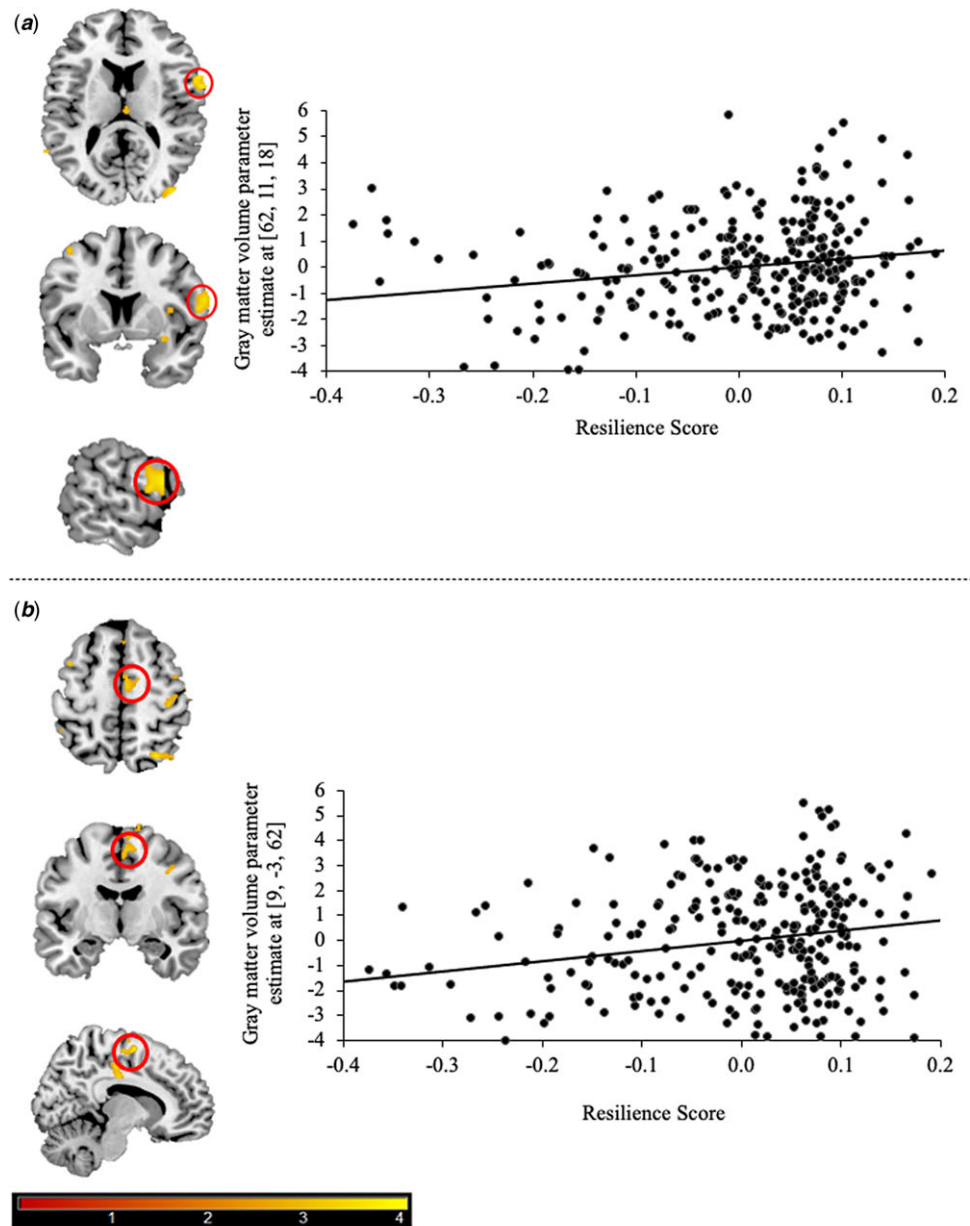 (a)
Gray matter volume parameter
estimate at [62, 11, 18]
6
5
4
3
2
1
0
-1
-2
-3
-4
-0.4 -0.3 -0.2 -0.1 0.0 0.1 0.2
Resilience Score
(b)
Gray matter volume parameter
estimate at [9, -3, 62]
6
5
4
3
2
1
0
-1
-2
-3
-4
-0.4 -0.3 -0.2 -0.1 0.0 0.1 0.2
Resilience Score
1 2 3 4